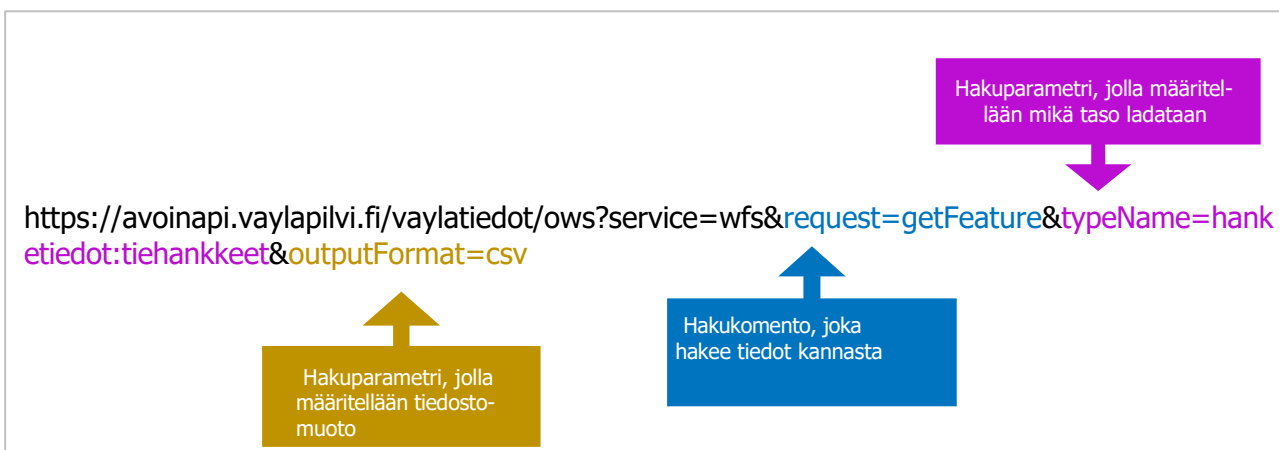 Hakuparametri, jolla määritel-
lään mikä taso ladataan
https://avoinapi.vaylapilvi.fi/vaylatiedot/ows?service=wfs&request=getFeature&typeName=hank
etiedot:tiehankkeet&outputFormat=csv
Hakuparametri, jolla
määritellään tiedosto-
muoto
Hakukomento, joka
hakee tiedot kannasta